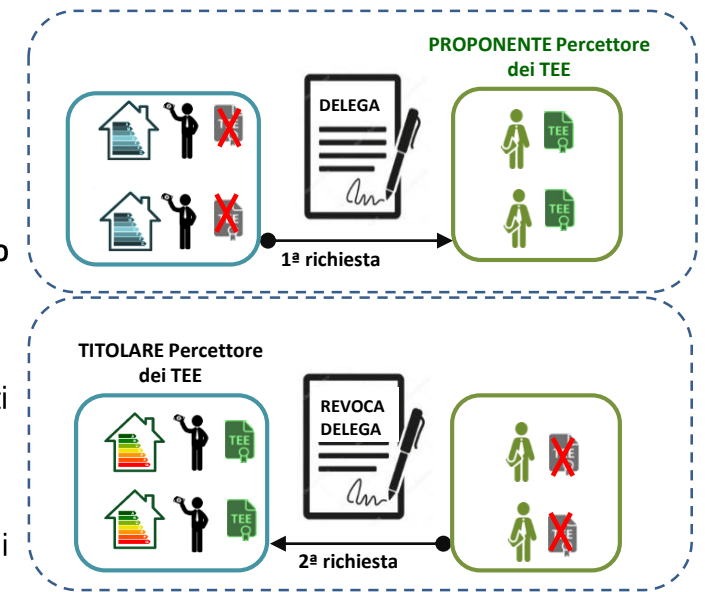 PROPONENTE Percettore
dei TEE
DELEGA
TEE
TEE
1ª richiesta
o
TITOLARE Percettore
dei TEE
ti
REVOCA
DELEGA
TEE
TEE
i
2ª richiesta